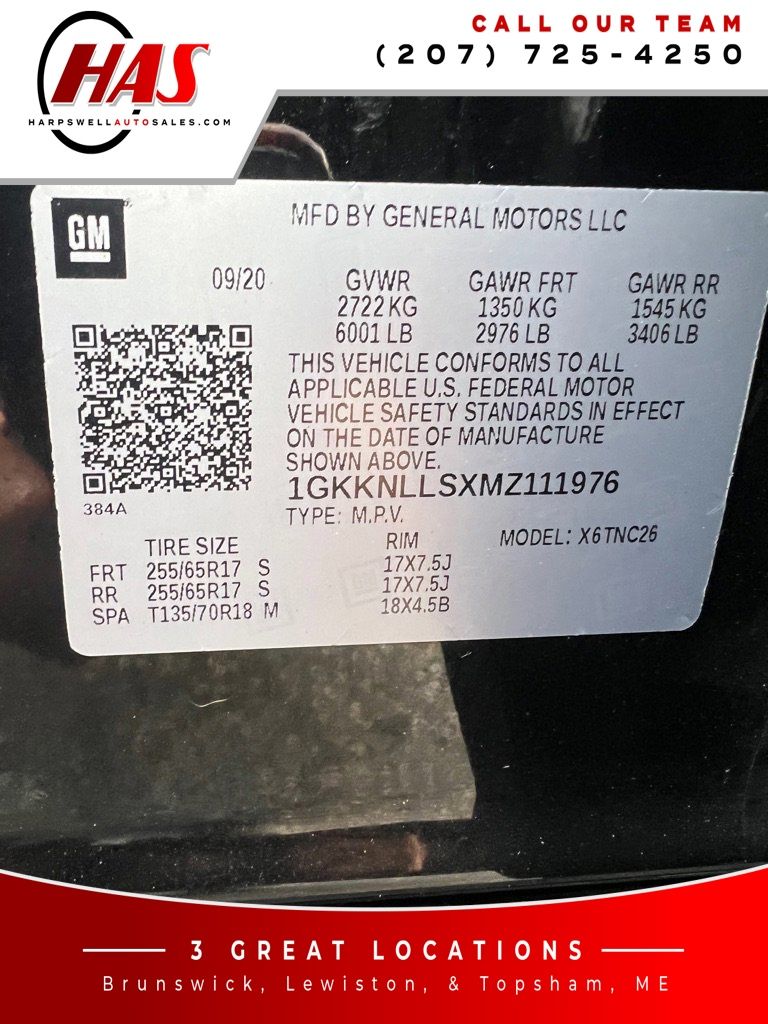 HAS
HARPSWELLAUTOSALES.COM
CALL OUR TEAM
(207) 725-4250
GM
MFD BY GENERAL MOTORS LLC
09/20 GVWR GAWR FRT GAWR RR
2722 KG 1350 KG 1545 KG
6001 LB 2976 LB 3406 LB
THIS VEHICLE CONFORMS TO ALL
APPLICABLE U.S. FEDERAL MOTOR
VEHICLE SAFETY STANDARDS IN EFFECT
ON THE DATE OF MANUFACTURE
SHOWN ABOVE.
1GKKNLLSXMZ111976
384A
TYPE: M.P.V. MODEL: X6TNC26
TIRE SIZE RIM
FRT 255/65R17 S 17X7.5J
RR 255/65R17 S 17X7.5J
SPA T135/70R18 M 18X4.5B
3 GREAT LOCATIONS
Brunswick, Lewiston, & Topsham, ME